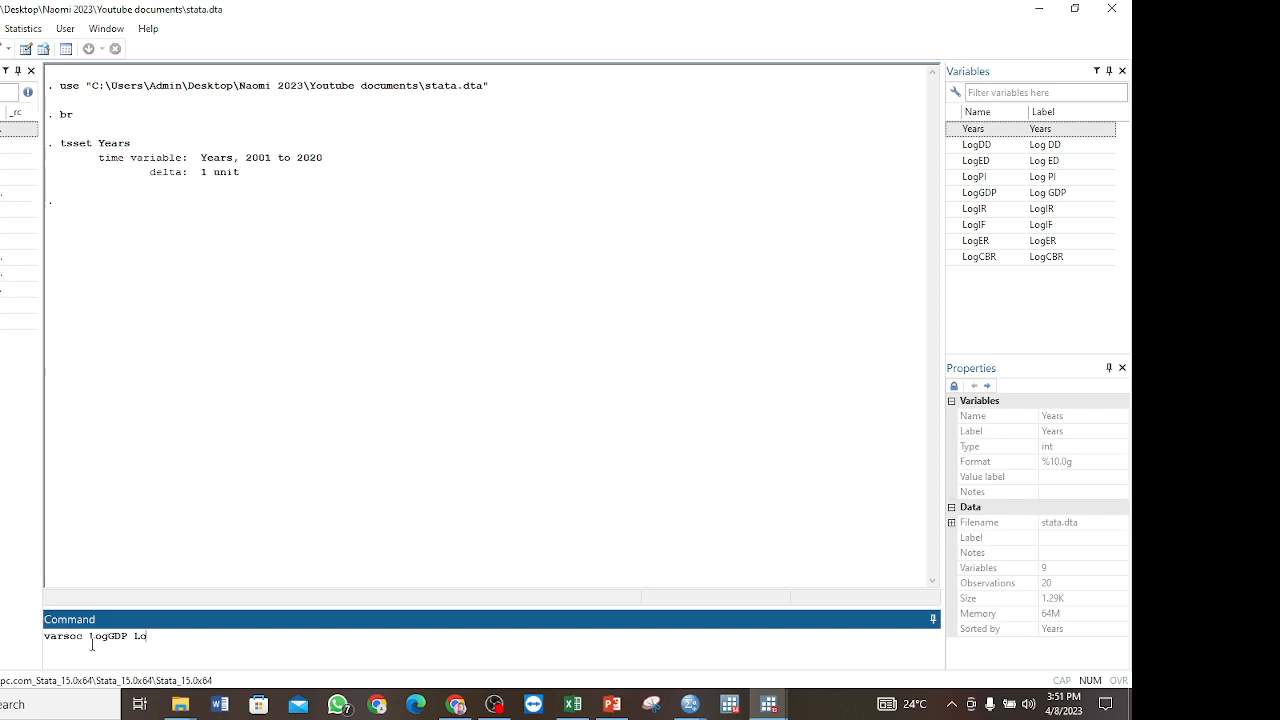 \Desktop\Naomi 2023\Youtube documents\stata.dta
Statistics User Window Help
_rc
. use "C:\Users\Admin\Desktop\Naomi 2023\Youtube documents\stata.dta"
. br
. tsset Years
time variable: Years, 2001 to 2020
delta: 1 unit
.
Variables
Filter variables here
Name Label
Years Years
LogDD Log DD
LogED Log ED
LogPI Log PI
LogGDP Log GDP
LogIR LogIR
LogIF LogIF
LogER LogER
LogCBR LogCBR
Properties
Variables
Name Years
Label Years
Type int
Format %10.0g
Value label
Notes
Data
Filename stata.dta
Label
Notes
Variables 9
Observations 20
Size 1.29K
Memory 64M
Sorted by Years
Command
varsoc LogGDP Lo
pc.com_Stata_15.0x64\Stata_15.0x64\Stata_15.0x64
CAP NUM OVR
earch
24°C
3:51 PM
4/8/2023